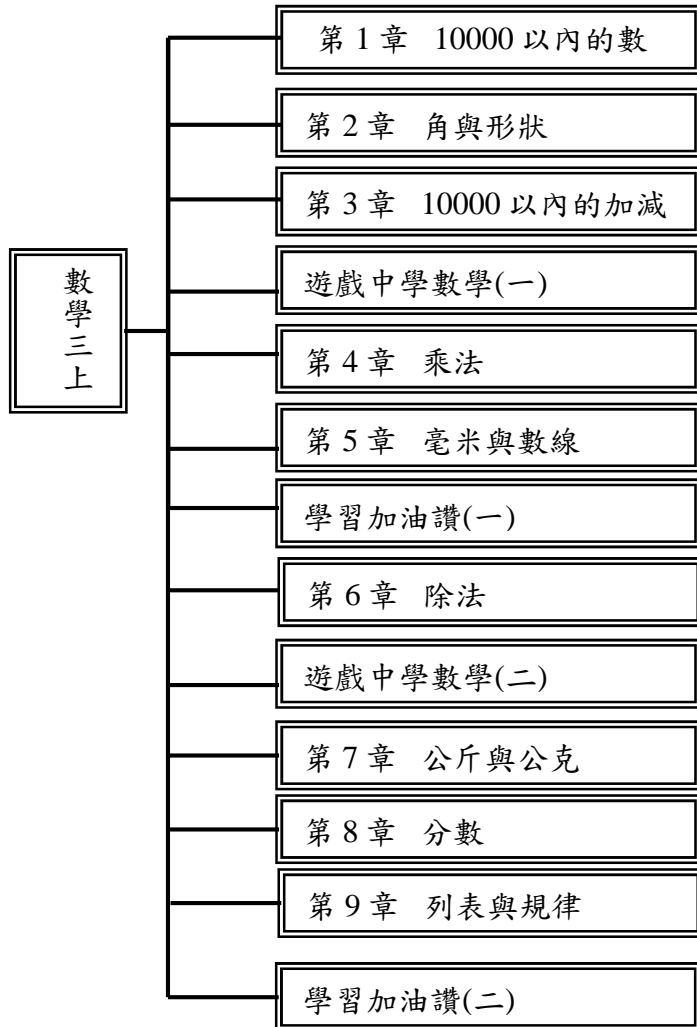 數學三上
第 1 章 10000 以內的數
第 2 章 角與形狀
第 3 章 10000 以內的加減
遊戲中學數學(一)
第 4 章 乘法
第 5 章 毫米與數線
學習加油讚(一)
第 6 章 除法
遊戲中學數學(二)
第 7 章 公斤與公克
第 8 章 分數
第 9 章 列表與規律
學習加油讚(二)